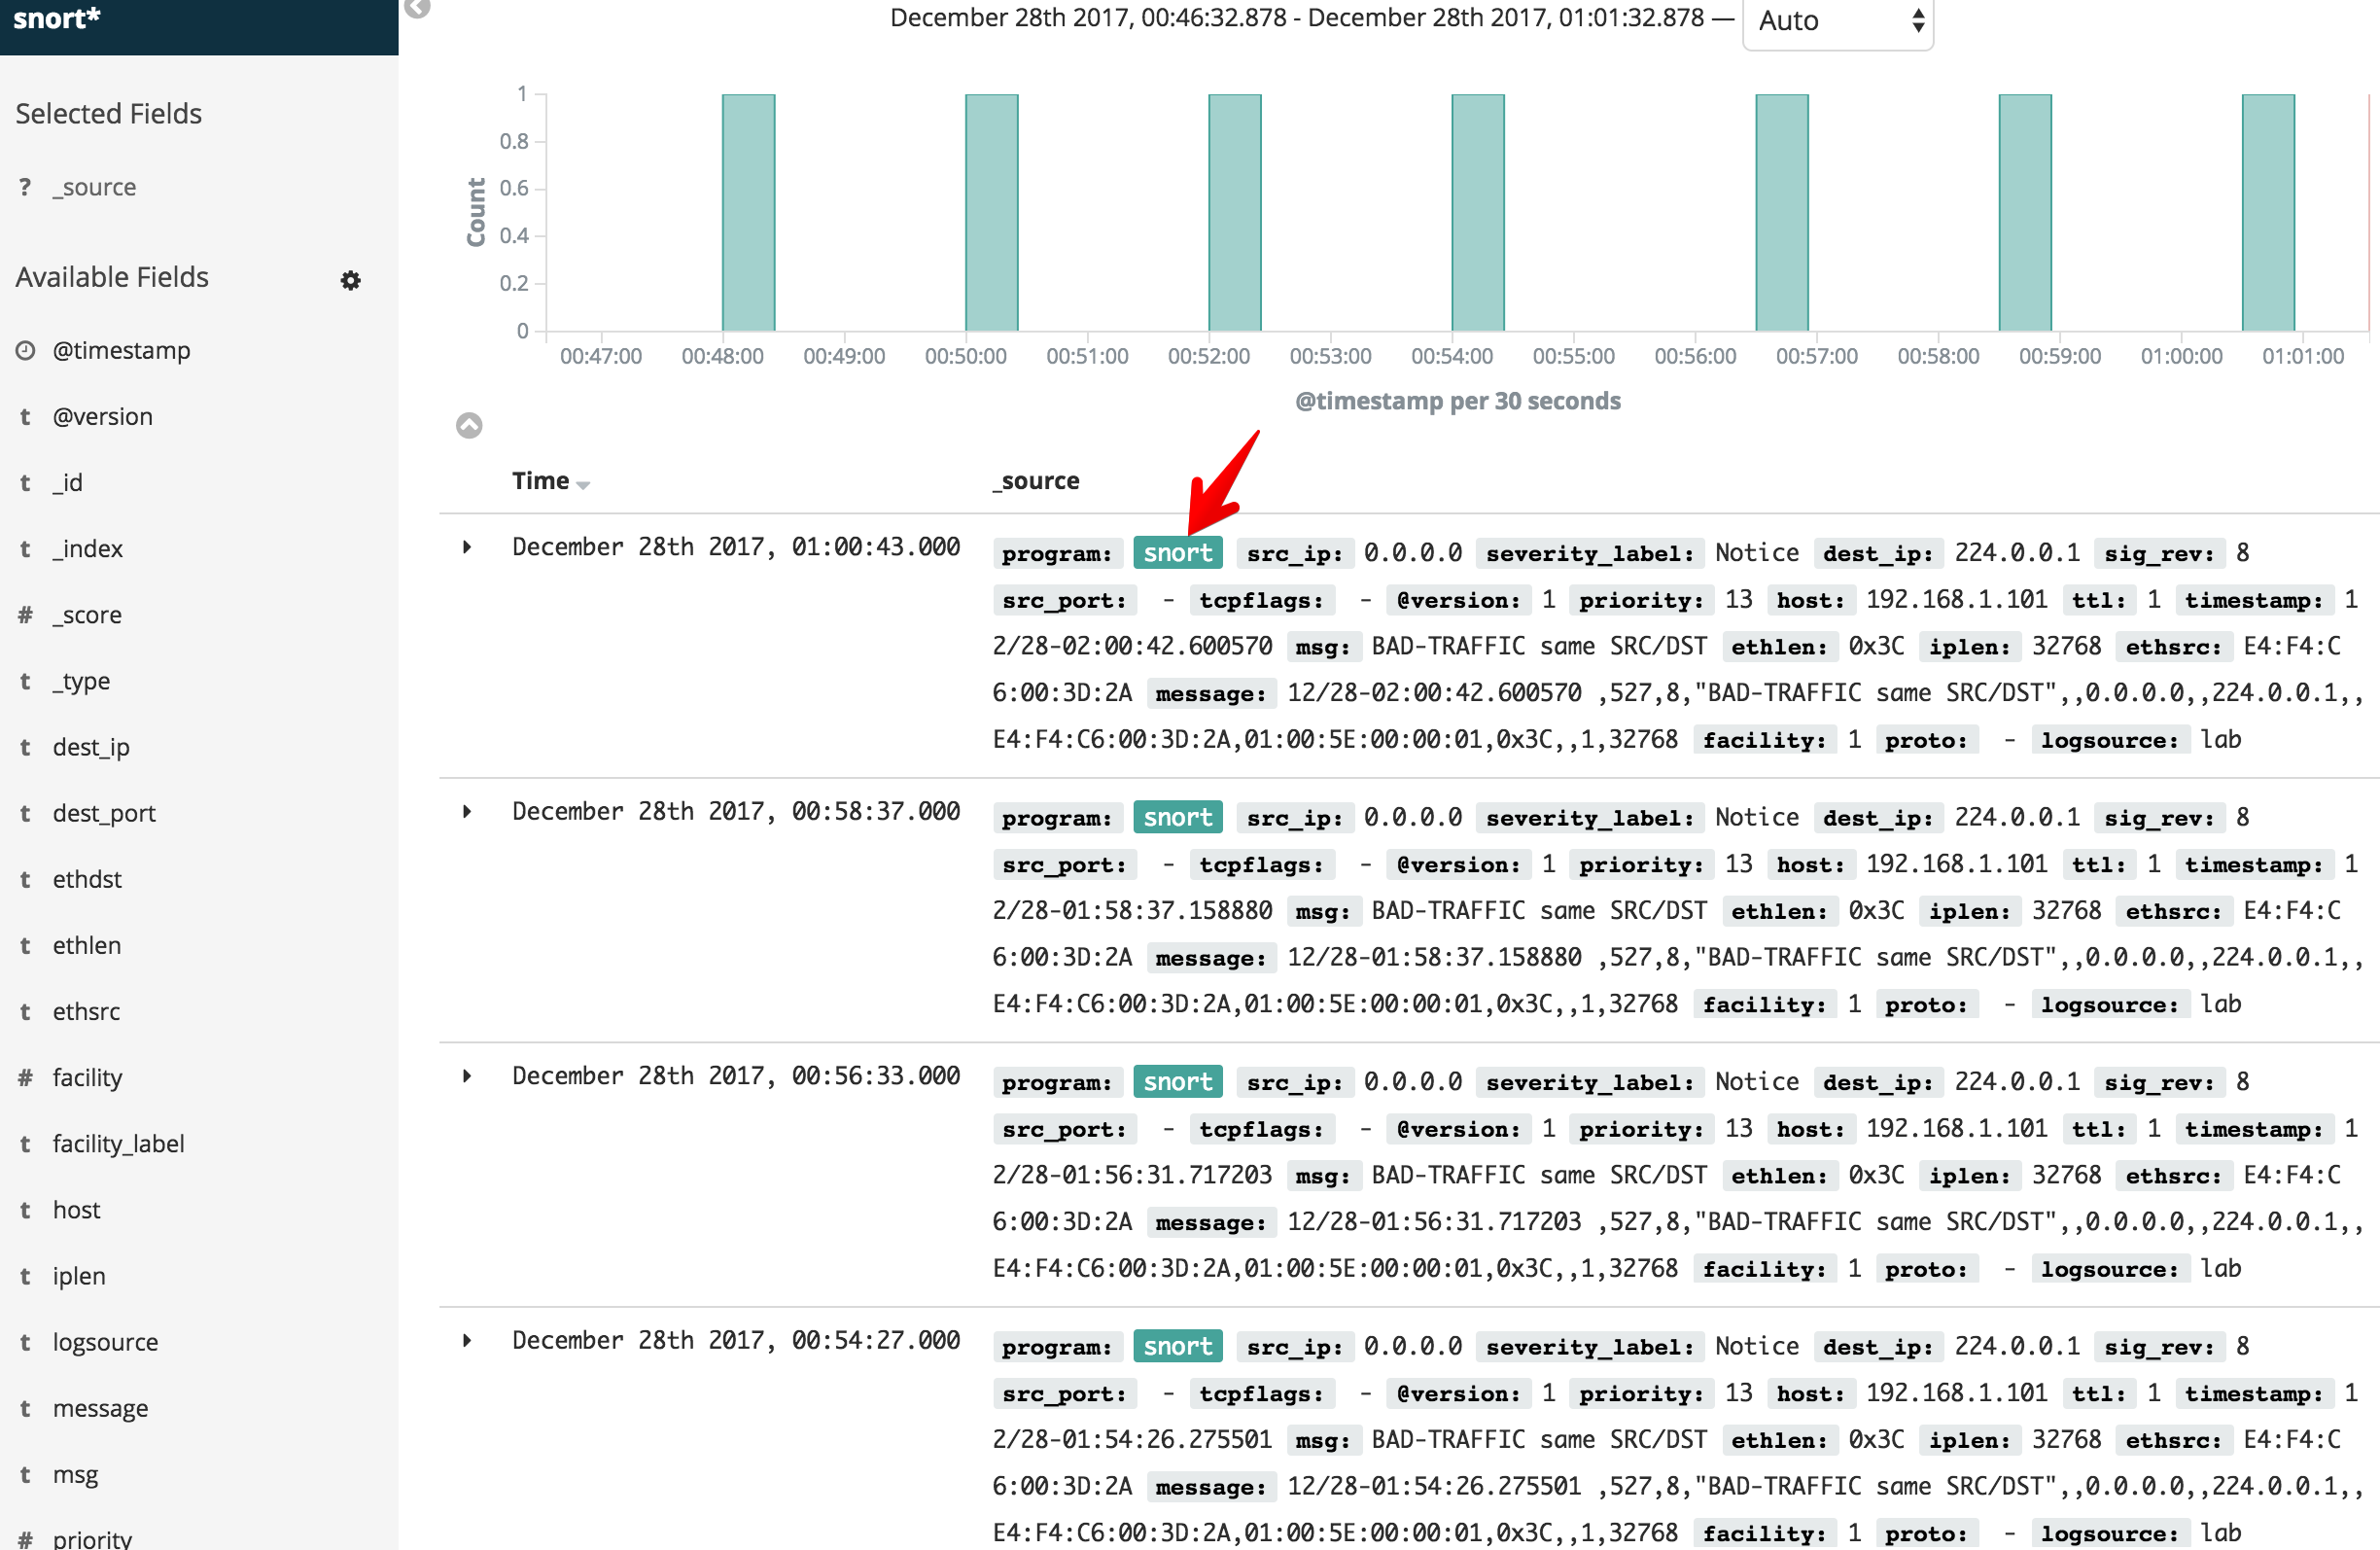 snort*
December 28th 2017, 00:46:32.878 - December 28th 2017, 01:01:32.878 — Auto
Selected Fields
? _source
Available Fields
@timestamp
t @version
t _id
t _index
# _score
t _type
t dest_ip
t dest_port
t ethdst
t ethlen
t ethsrc
# facility
t facility_label
t host
t iplen
t logsource
t message
t msg
# priority
Count
1
0.8
0.6
0.4
0.2
0
00:47:00 00:48:00 00:49:00 00:50:00 00:51:00 00:52:00 00:53:00 00:54:00 00:55:00 00:56:00 00:57:00 00:58:00 00:59:00 01:00:00 01:01:00
@timestamp per 30 seconds
Time _source
December 28th 2017, 01:00:43.000 program: snort src_ip: 0.0.0.0 severity_label: Notice dest_ip: 224.0.0.1 sig_rev: 8
src_port: - tcpflags: - @version: 1 priority: 13 host: 192.168.1.101 ttl: 1 timestamp: 1
2/28-02:00:42.600570 msg: BAD-TRAFFIC same SRC/DST ethlen: 0x3C iplen: 32768 ethsrc: E4:F4:C
6:00:3D:2A message: 12/28-02:00:42.600570 ,527,8,"BAD-TRAFFIC same SRC/DST",,0.0.0.0,,224.0.0.1,,
E4:F4:C6:00:3D:2A,01:00:5E:00:00:01,0x3C,,1,32768 facility: 1 proto: - logsource: lab
December 28th 2017, 00:58:37.000 program: snort src_ip: 0.0.0.0 severity_label: Notice dest_ip: 224.0.0.1 sig_rev: 8
src_port: - tcpflags: - @version: 1 priority: 13 host: 192.168.1.101 ttl: 1 timestamp: 1
2/28-01:58:37.158880 msg: BAD-TRAFFIC same SRC/DST ethlen: 0x3C iplen: 32768 ethsrc: E4:F4:C
6:00:3D:2A message: 12/28-01:58:37.158880 ,527,8,"BAD-TRAFFIC same SRC/DST",,0.0.0.0,,224.0.0.1,,
E4:F4:C6:00:3D:2A,01:00:5E:00:00:01,0x3C,,1,32768 facility: 1 proto: - logsource: lab
December 28th 2017, 00:56:33.000 program: snort src_ip: 0.0.0.0 severity_label: Notice dest_ip: 224.0.0.1 sig_rev: 8
src_port: - tcpflags: - @version: 1 priority: 13 host: 192.168.1.101 ttl: 1 timestamp: 1
2/28-01:56:31.717203 msg: BAD-TRAFFIC same SRC/DST ethlen: 0x3C iplen: 32768 ethsrc: E4:F4:C
6:00:3D:2A message: 12/28-01:56:31.717203 ,527,8,"BAD-TRAFFIC same SRC/DST",,0.0.0.0,,224.0.0.1,,
E4:F4:C6:00:3D:2A,01:00:5E:00:00:01,0x3C,,1,32768 facility: 1 proto: - logsource: lab
December 28th 2017, 00:54:27.000 program: snort src_ip: 0.0.0.0 severity_label: Notice dest_ip: 224.0.0.1 sig_rev: 8
src_port: - tcpflags: - @version: 1 priority: 13 host: 192.168.1.101 ttl: 1 timestamp: 1
2/28-01:54:26.275501 msg: BAD-TRAFFIC same SRC/DST ethlen: 0x3C iplen: 32768 ethsrc: E4:F4:C
6:00:3D:2A message: 12/28-01:54:26.275501 ,527,8,"BAD-TRAFFIC same SRC/DST",,0.0.0.0,,224.0.0.1,,
E4:F4:C6:00:3D:2A,01:00:5E:00:00:01,0x3C,,1,32768 facility: 1 proto: - logsource: lab